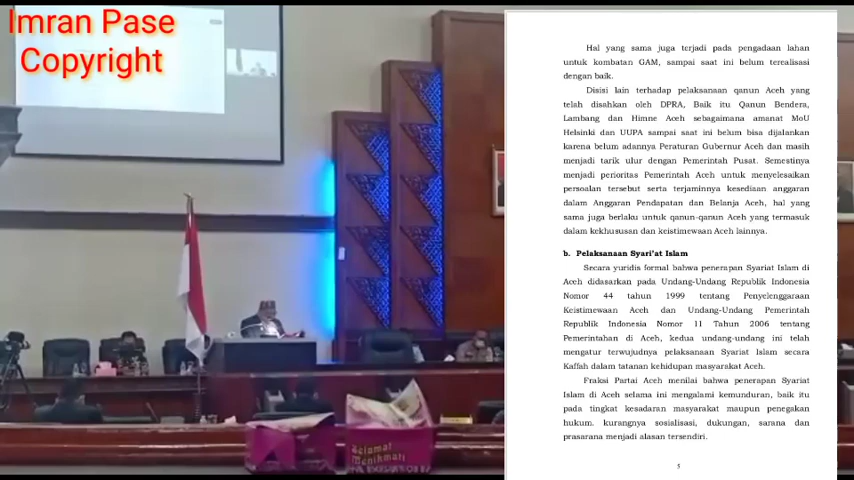 Imran Pase
Copyright
Selamat
Menikmati
Hal yang sama juga terjadi pada pengadaan lahan
untuk kombatan GAM, sampai saat ini belum terealisasi
dengan baik.
Disisi lain terhadap pelaksanaan qanun Aceh yang
telah disahkan oleh DPRA, Baik itu Qanun Bendera,
Lambang dan Himne Aceh sebagaimana amanat MoU
Helsinki dan UUPA sampai saat ini belum bisa dijalankan
karena belum adannya Peraturan Gubernur Aceh dan masih
menjadi tarik ulur dengan Pemerintah Pusat. Semestinya
menjadi perioritas Pemerintah Aceh untuk menyelesaikan
persoalan tersebut serta terjaminnya kesediaan anggaran
dalam Anggaran Pendapatan dan Belanja Aceh, hal yang
sama juga berlaku untuk qanun-qanun Aceh yang termasuk
dalam kekhususan dan keistimewaan Aceh lainnya.
b. Pelaksanaan Syari'at Islam
Secara yuridis formal bahwa penerapan Syariat Islam di
Aceh didasarkan pada Undang-Undang Republik Indonesia
Nomor 44 tahun 1999 tentang Penyelenggaraan
Keistimewaan Aceh dan Undang-Undang Pemerintah
Republik Indonesia Nomor 11 Tahun 2006 tentang
Pemerintahan di Aceh, kedua undang-undang ini telah
mengatur terwujudnya pelaksanaan Syariat Islam secara
Kaffah dalam tatanan kehidupan masyarakat Aceh.
Fraksi Partai Aceh menilai bahwa penerapan Syariat
Islam di Aceh selama ini mengalami kemunduran, baik itu
pada tingkat kesadaran masyarakat maupun penegakan
hukum. kurangnya sosialisasi, dukungan, sarana dan
prasarana menjadi alasan tersendiri.
5